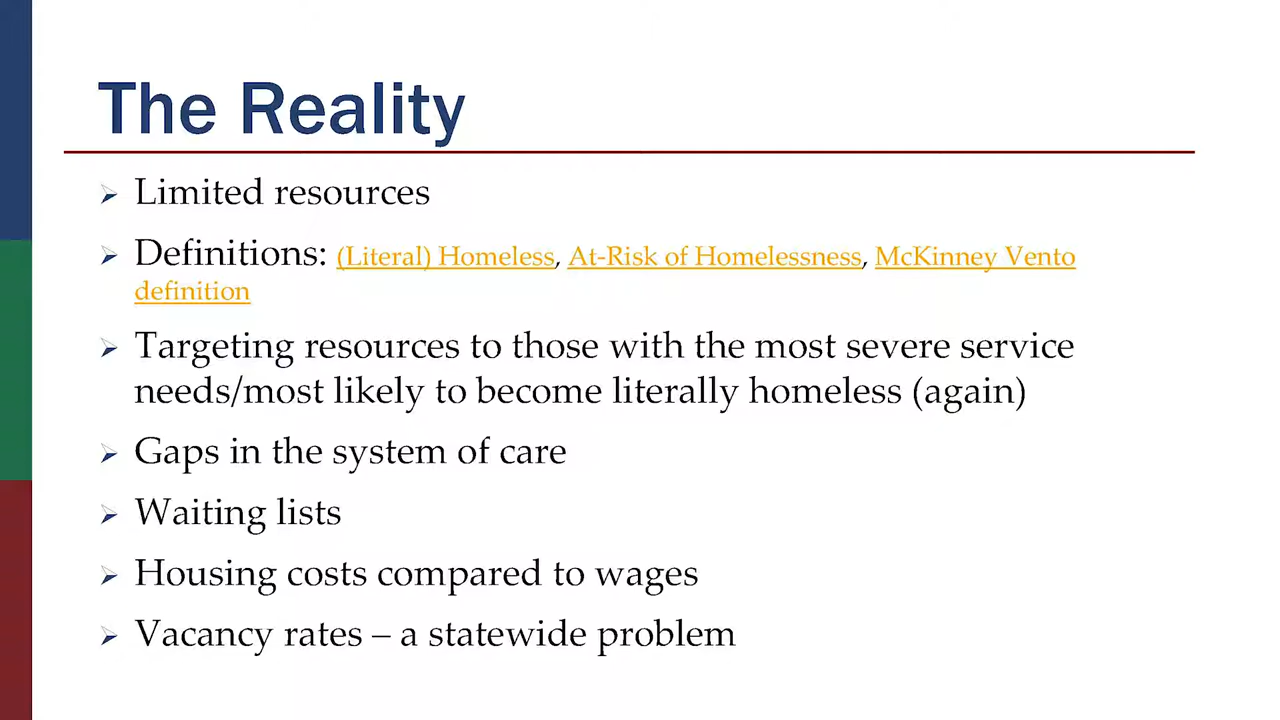 The Reality
Limited resources
Definitions: (Literal) Homeless, At-Risk of Homelessness, McKinney Vento
definition
Targeting resources to those with the most severe service
needs/most likely to become literally homeless (again)
Gaps in the system of care
Waiting lists
Housing costs compared to wages
Vacancy rates – a statewide problem